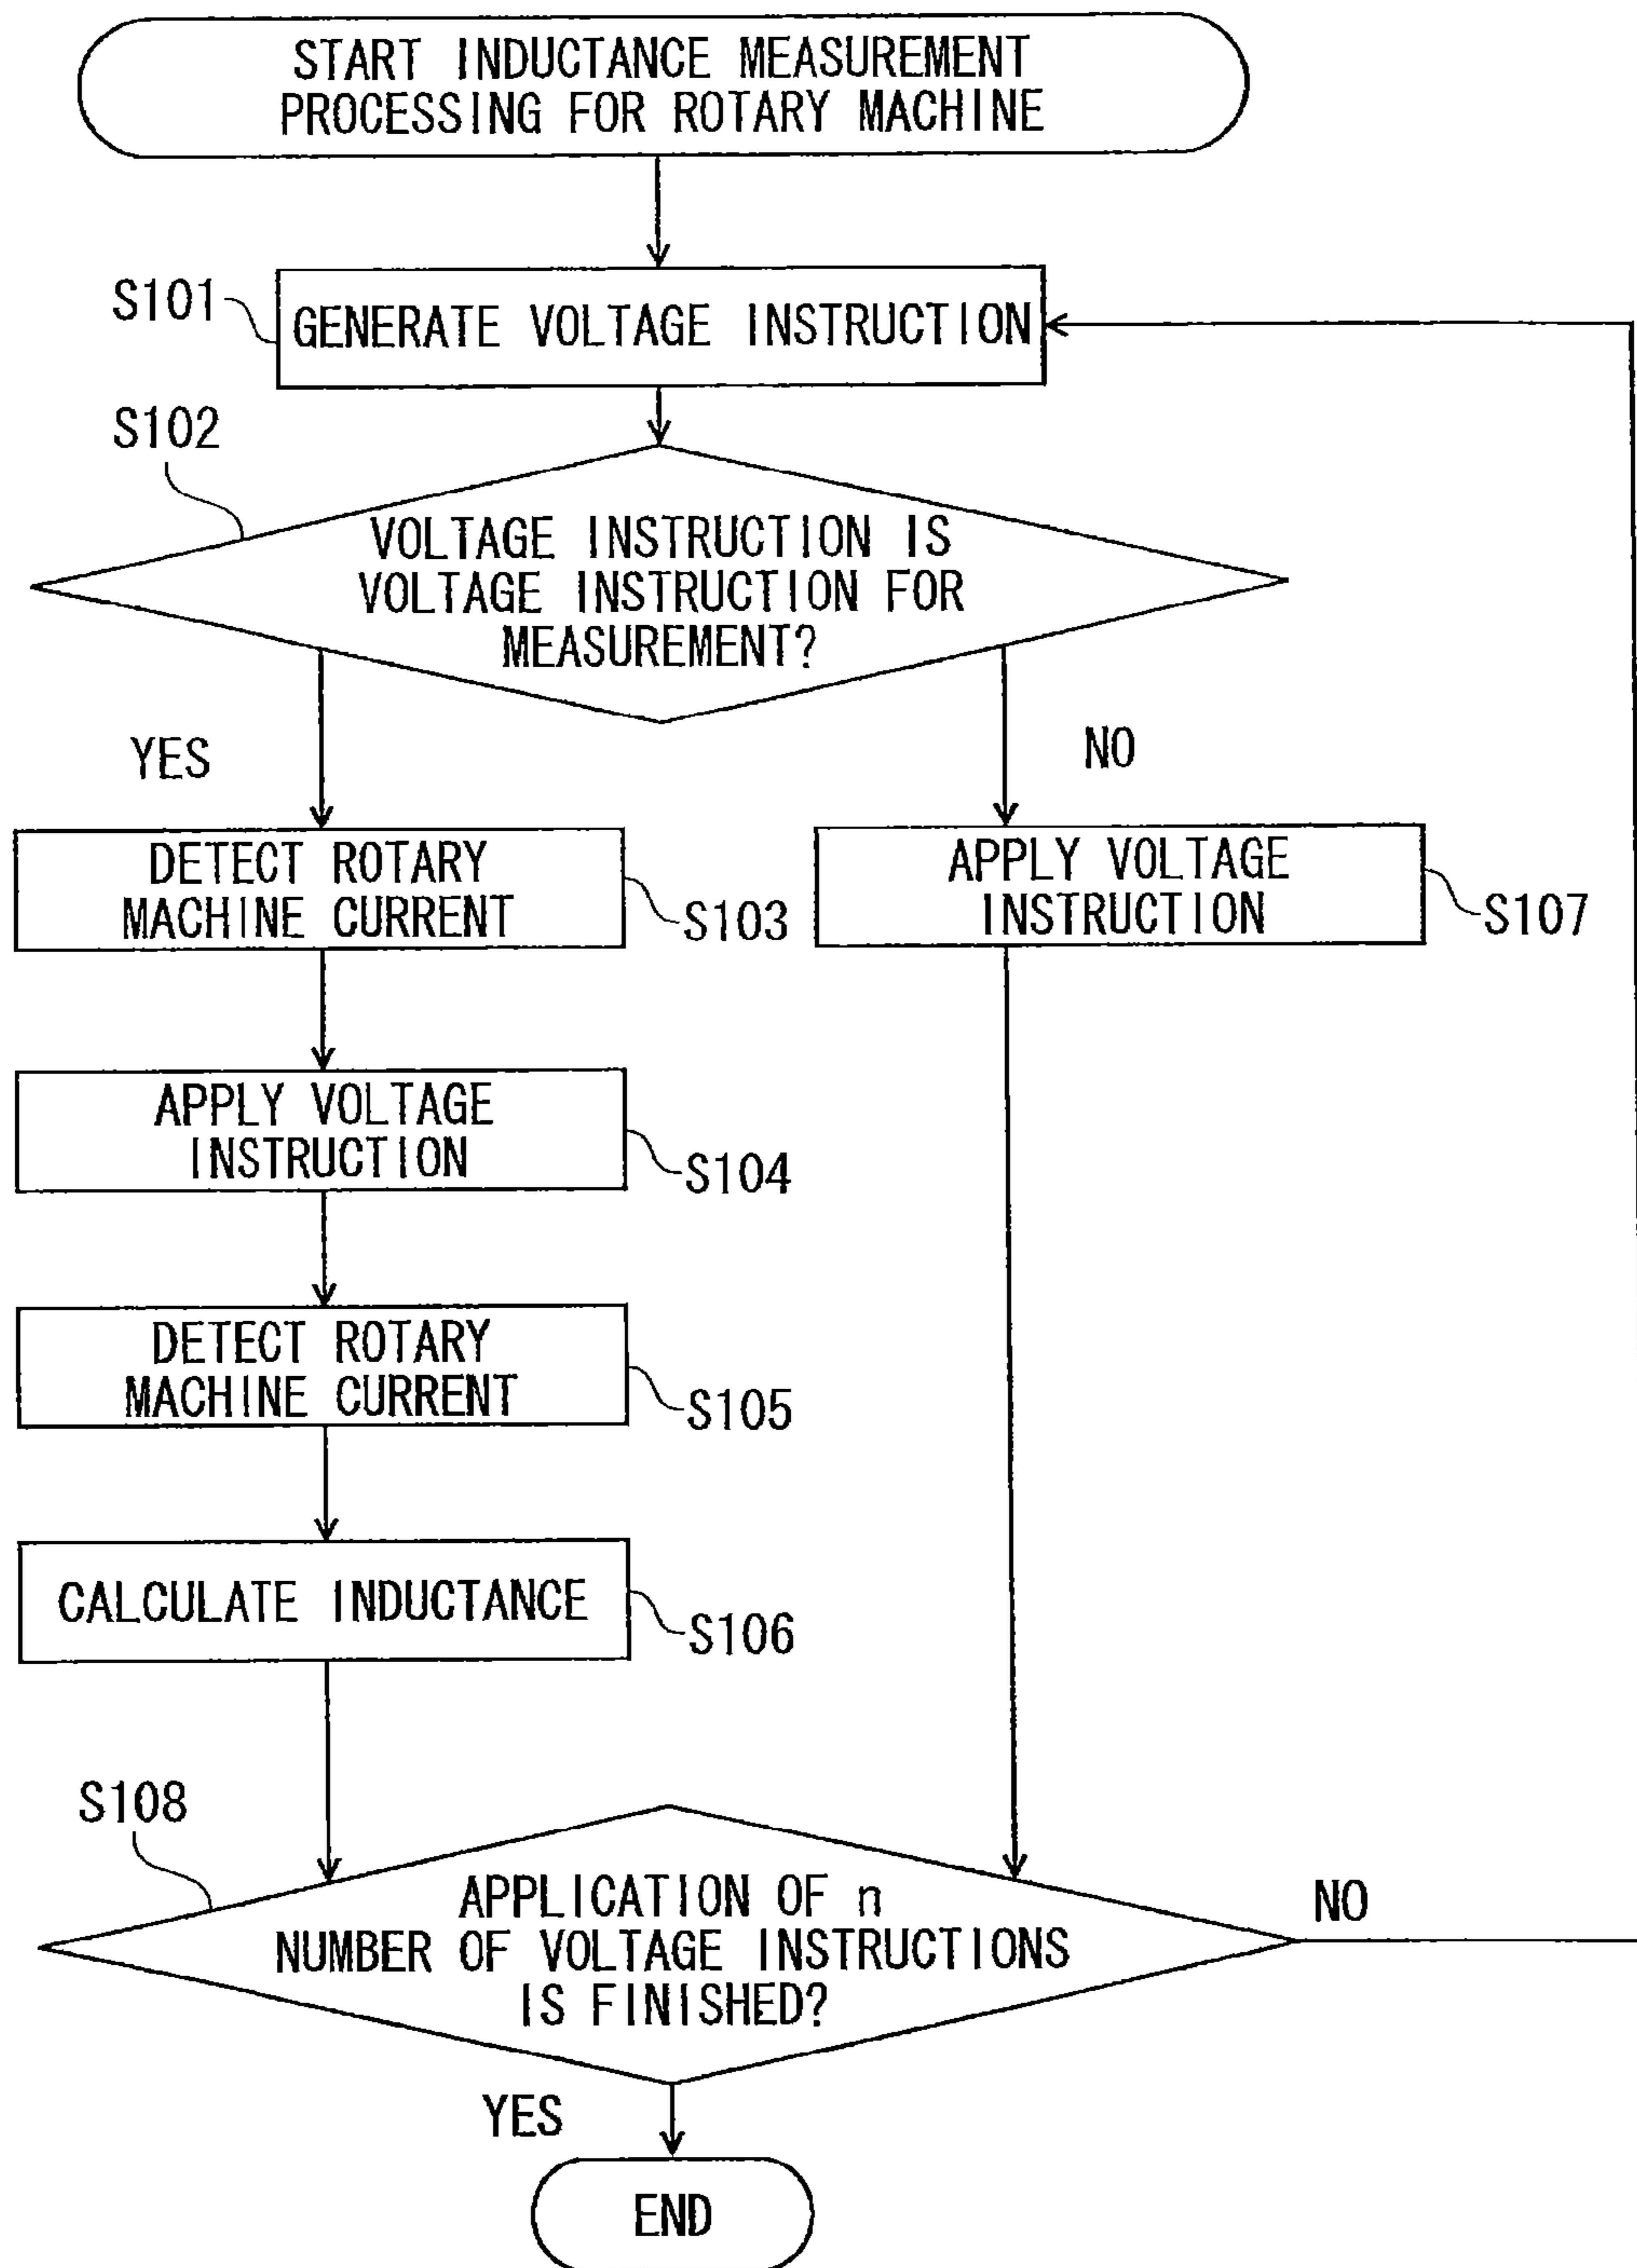 START INDUCTANCE MEASUREMENT
PROCESSING FOR ROTARY MACHINE
S101
GENERATE VOLTAGE INSTRUCTION
S102
VOLTAGE INSTRUCTION IS
VOLTAGE INSTRUCTION FOR
MEASUREMENT?
YES
NO
DETECT ROTARY
MACHINE CURRENT
S103
APPLY VOLTAGE
INSTRUCTION
S107
APPLY VOLTAGE
INSTRUCTION
S104
DETECT ROTARY
MACHINE CURRENT
S105
CALCULATE INDUCTANCE
S106
S108
APPLICATION OF n
NUMBER OF VOLTAGE INSTRUCTIONS
IS FINISHED?
NO
YES
END